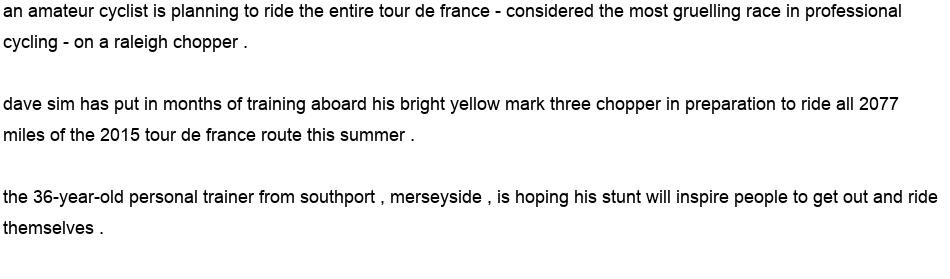 an amateur cyclist is planning to ride the entire tour de france - considered the most gruelling race in professional
cycling - on a raleigh chopper .
dave sim has put in months of training aboard his bright yellow mark three chopper in preparation to ride all 2077
miles of the 2015 tour de france route this summer .
the 36-year-old personal trainer from southport , merseyside , is hoping his stunt will inspire people to get out and ride
themselves .